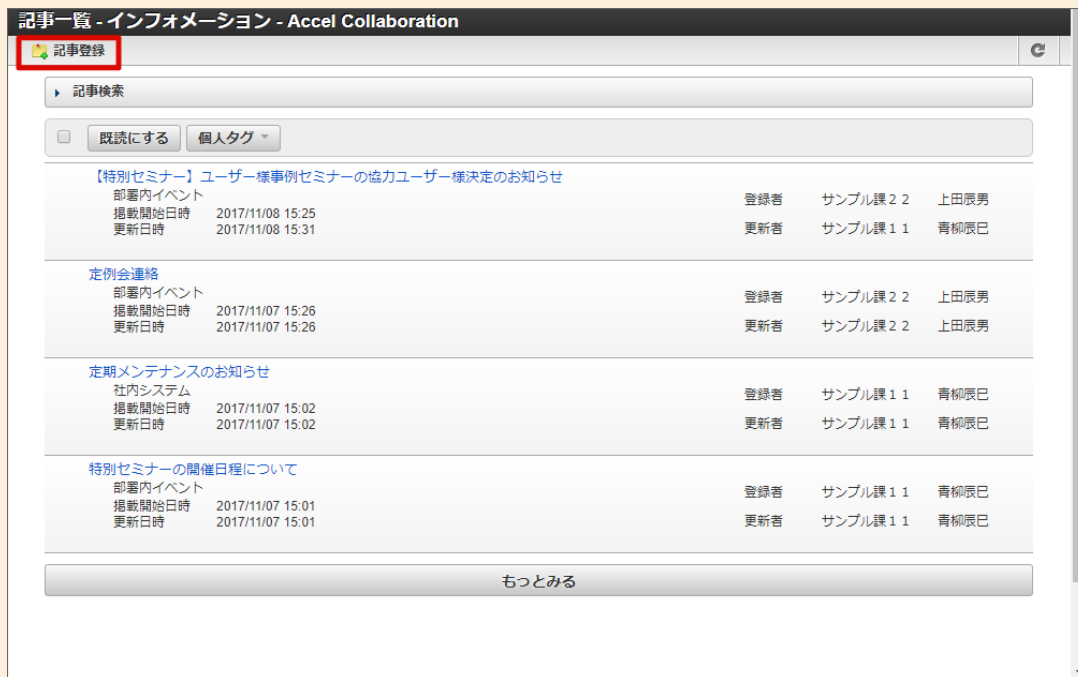 記事一覧 - インフォメーション - Accel Collaboration
記事登録
記事検索
既読にする 個人タグ
【特別セミナー】ユーザー様事例セミナーの協力ユーザー様決定のお知らせ
部署内イベント
登録者 サンプル課２２ 上田辰男
掲載開始日時 2017/11/08 15:25
更新日時 2017/11/08 15:31
更新者 サンプル課１１ 青柳辰巳
定例会連絡
部署内イベント
登録者 サンプル課２２ 上田辰男
掲載開始日時 2017/11/07 15:26
更新日時 2017/11/07 15:26
更新者 サンプル課２２ 上田辰男
定期メンテナンスのお知らせ
社内システム
登録者 サンプル課１１ 青柳辰巳
掲載開始日時 2017/11/07 15:02
更新日時 2017/11/07 15:02
更新者 サンプル課１１ 青柳辰巳
特別セミナーの開催日程について
部署内イベント
登録者 サンプル課１１ 青柳辰巳
掲載開始日時 2017/11/07 15:01
更新日時 2017/11/07 15:01
更新者 サンプル課１１ 青柳辰巳
もっとみる